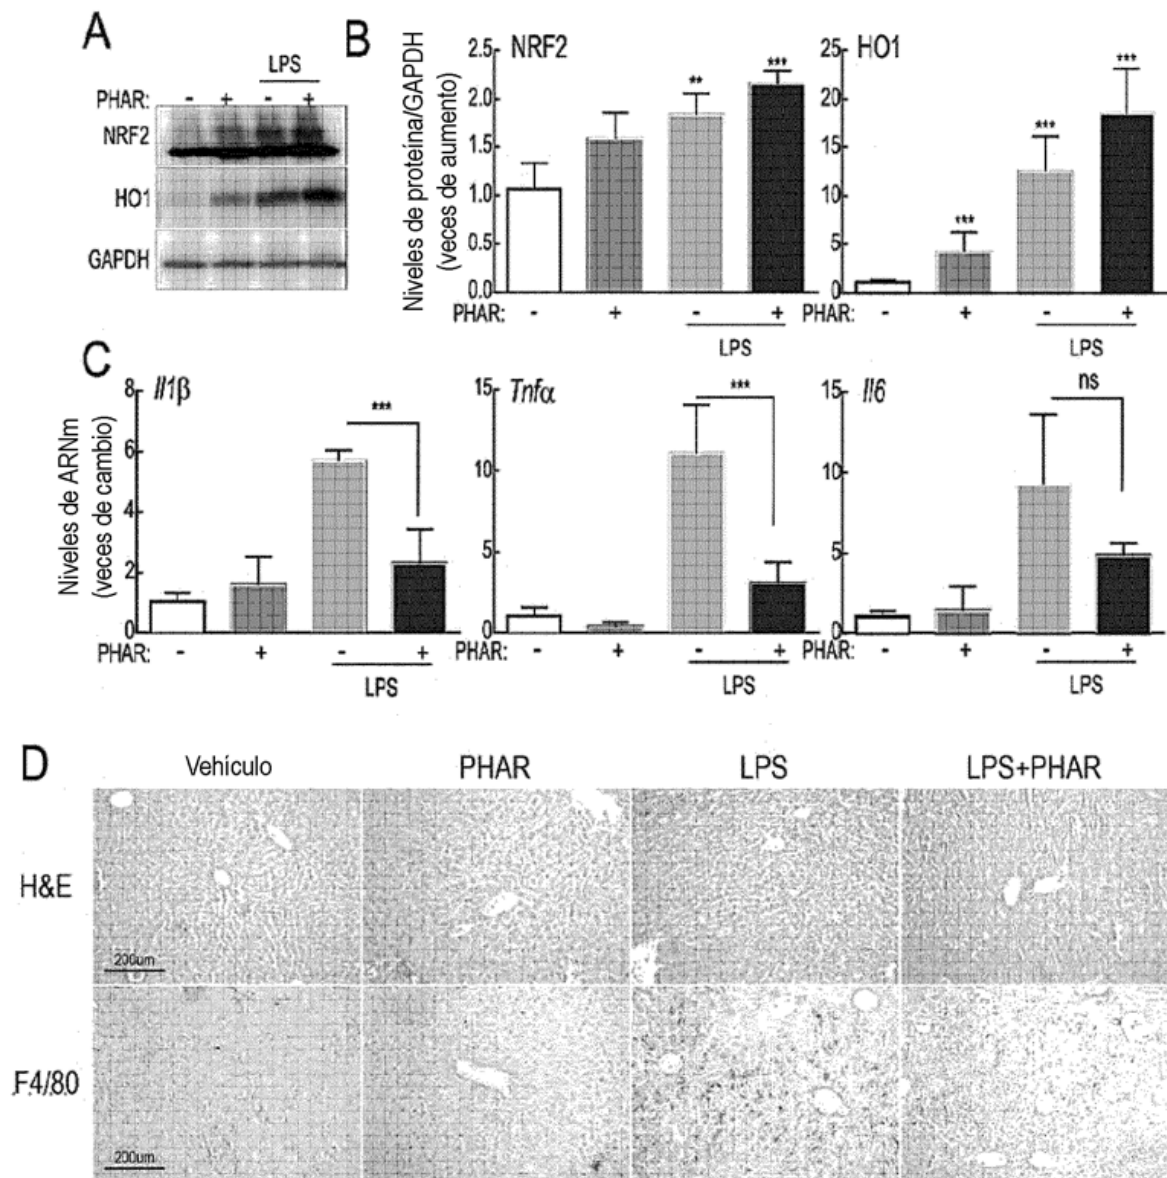 A
LPS
PHAR: - + - +
NRF2
HO1
GAPDH
B
Niveles de proteína/GAPDH
(veces de aumento)
NRF2
2.5
2.0
1.5
1.0
0.5
0.0
** ***
PHAR: - + - +
LPS
HO1
25
20
15
10
5
0
*** *** ***
PHAR: - + - +
LPS
C
Niveles de ARNm
(veces de cambio)
Il1β
8
6
4
2
0
***
PHAR: - + - +
LPS
Tnfα
15
10
5
0
***
PHAR: - + - +
LPS
Il6
15
10
5
0
ns
PHAR: - + - +
LPS
D
Vehículo PHAR LPS LPS+PHAR
H&E
200um
F4/80
200um